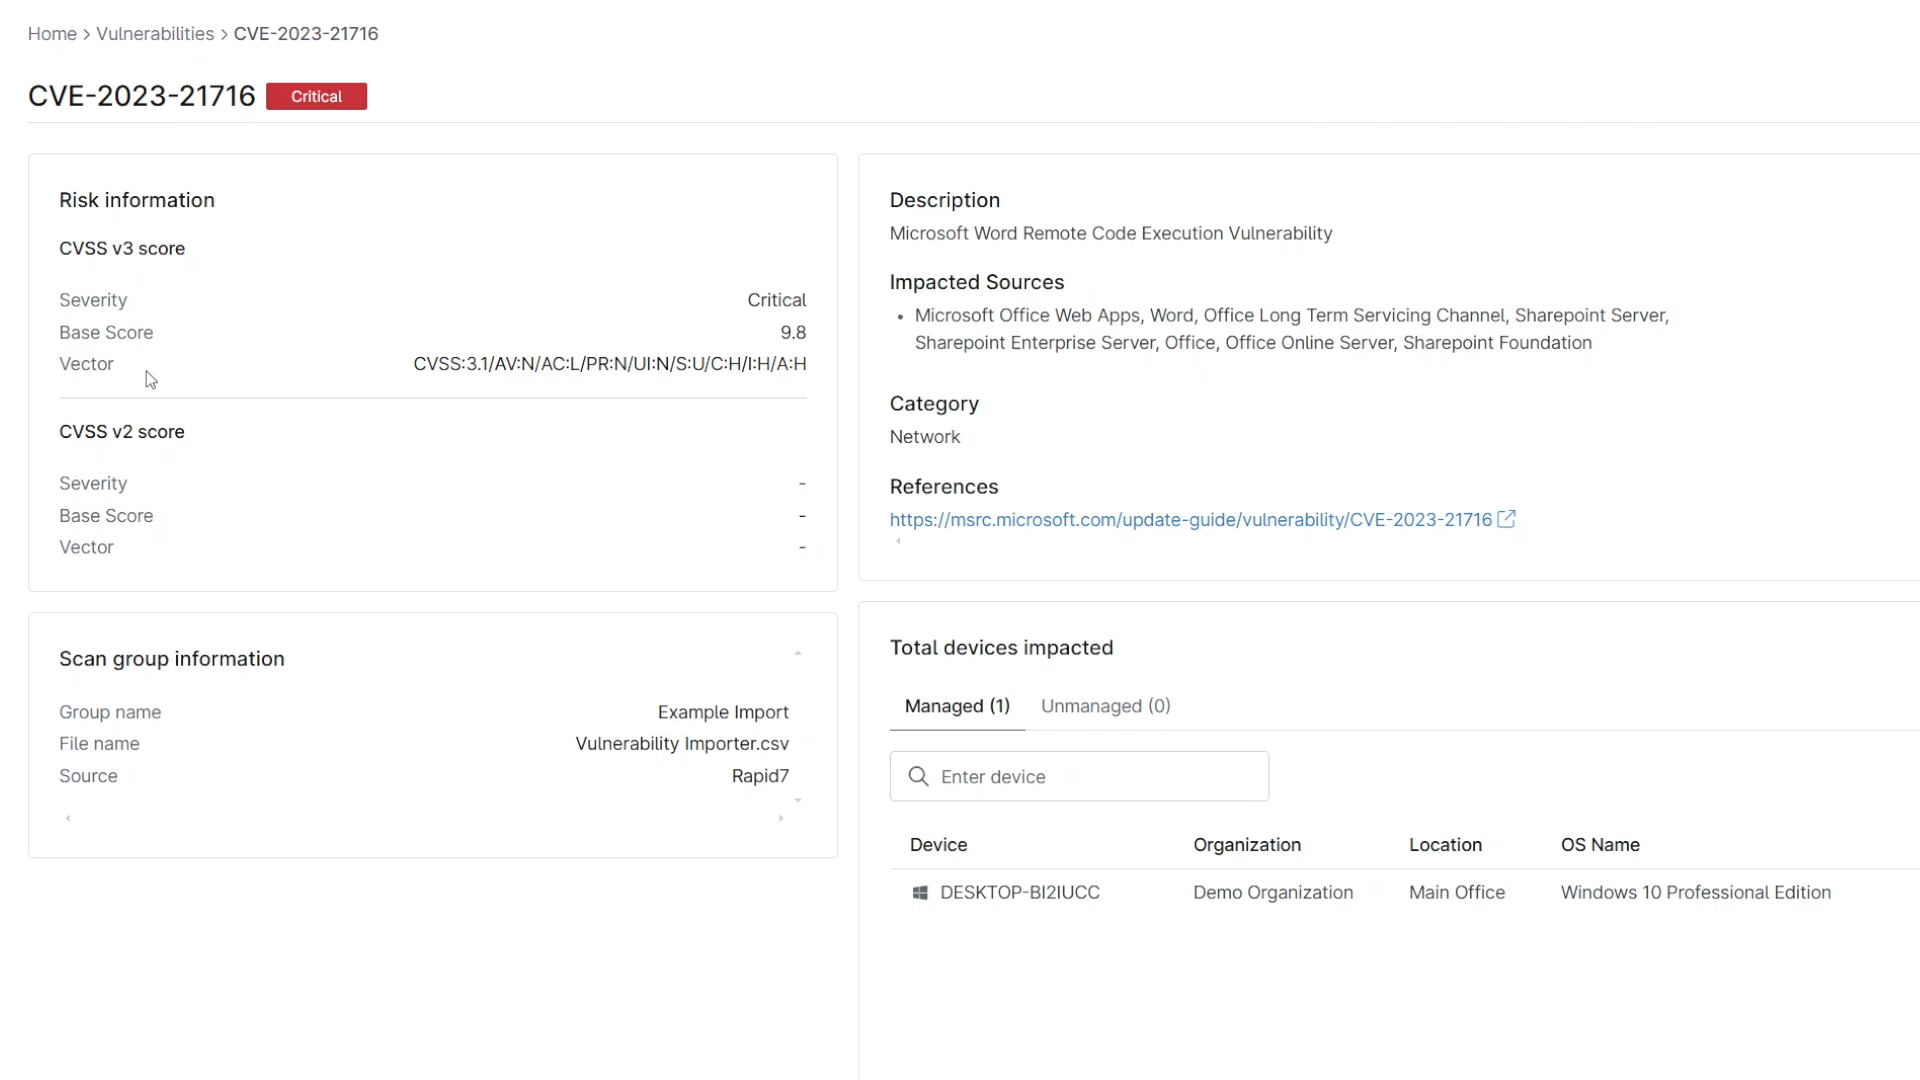 Home > Vulnerabilities > CVE-2023-21716
CVE-2023-21716 Critical
Risk information
CVSS v3 score
Severity Critical
Base Score 9.8
Vector CVSS:3.1/AV:N/AC:L/PR:N/UI:N/S:U/C:H/I:H/A:H
CVSS v2 score
Severity -
Base Score -
Vector -
Scan group information
Group name Example Import
File name Vulnerability Importer.csv
Source Rapid7
Description
Microsoft Word Remote Code Execution Vulnerability
Impacted Sources
• Microsoft Office Web Apps, Word, Office Long Term Servicing Channel, Sharepoint Server,
Sharepoint Enterprise Server, Office, Office Online Server, Sharepoint Foundation
Category
Network
References
https://msrc.microsoft.com/update-guide/vulnerability/CVE-2023-21716
Total devices impacted
Managed (1) Unmanaged (0)
Enter device
Device Organization Location OS Name
DESKTOP-BI2IUCC Demo Organization Main Office Windows 10 Professional Edition